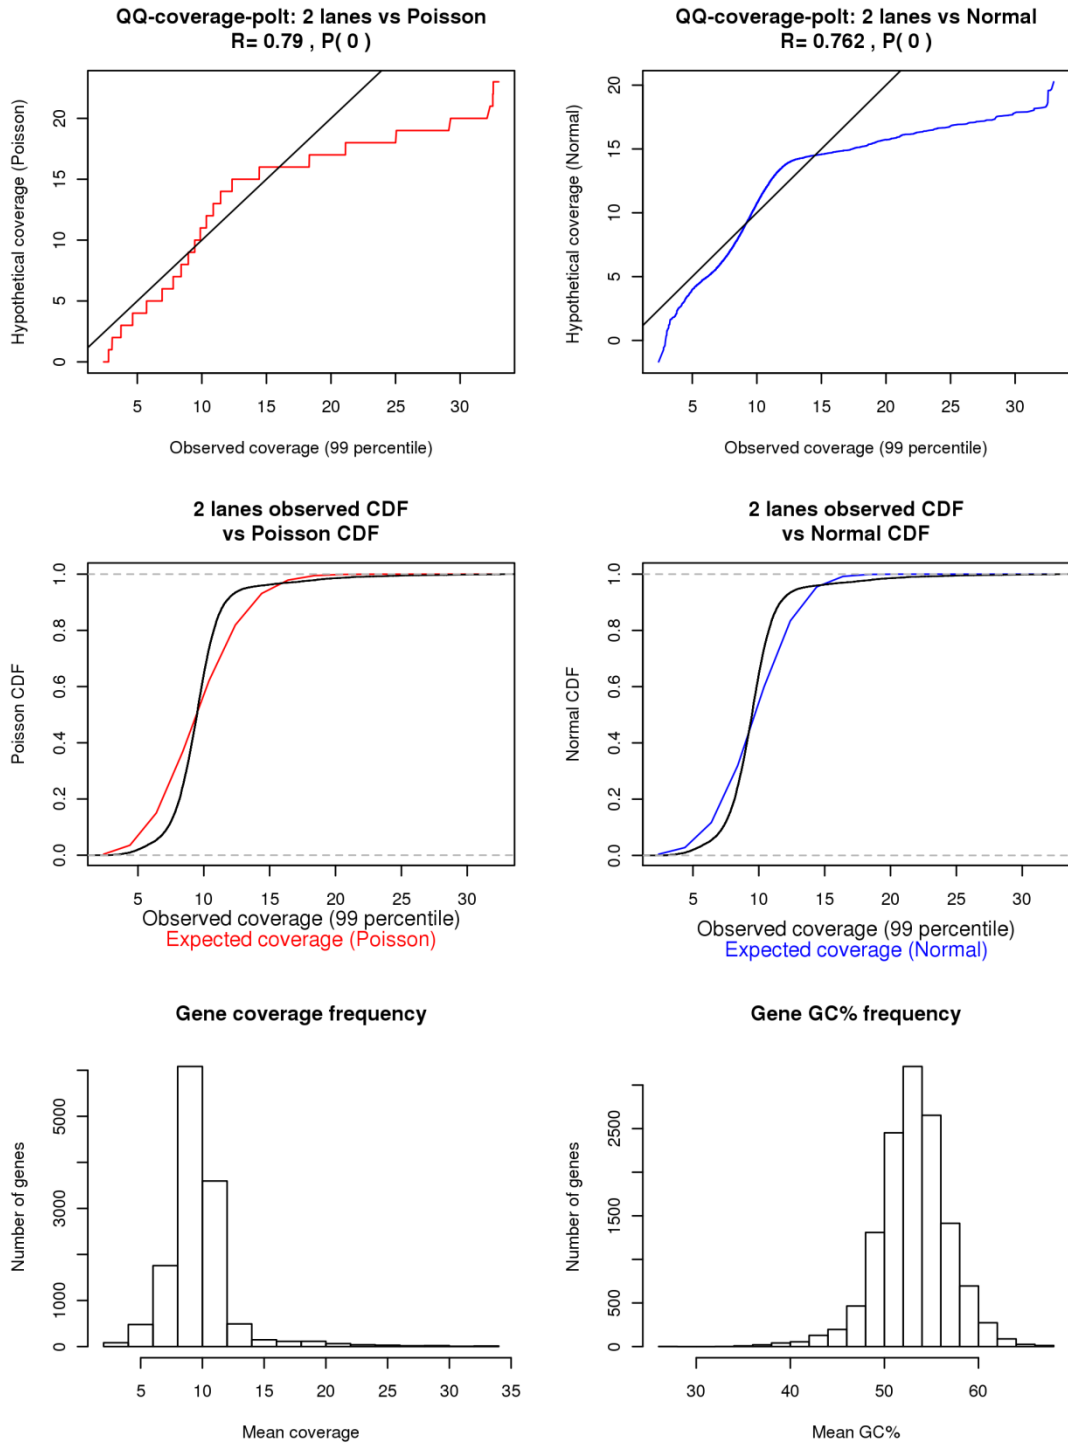 QQ-coverage-polt: 2 lanes vs Poisson
R= 0.79 , P( 0 )
Hypothetical coverage (Poisson)
20
15
10
5
0
5 10 15 20 25 30
Observed coverage (99 percentile)
QQ-coverage-polt: 2 lanes vs Normal
R= 0.762 , P( 0 )
Hypothetical coverage (Normal)
20
15
10
5
0
5 10 15 20 25 30
Observed coverage (99 percentile)
2 lanes observed CDF
vs Poisson CDF
Poisson CDF
1.0
0.8
0.6
0.4
0.2
0.0
5 10 15 20 25 30
Observed coverage (99 percentile)
Expected coverage (Poisson)
2 lanes observed CDF
vs Normal CDF
Normal CDF
1.0
0.8
0.6
0.4
0.2
0.0
5 10 15 20 25 30
Observed coverage (99 percentile)
Expected coverage (Normal)
Gene coverage frequency
Number of genes
5000
3000
1000
0
5 10 15 20 25 30 35
Mean coverage
Gene GC% frequency
Number of genes
2500
1500
500
0
30 40 50 60
Mean GC%